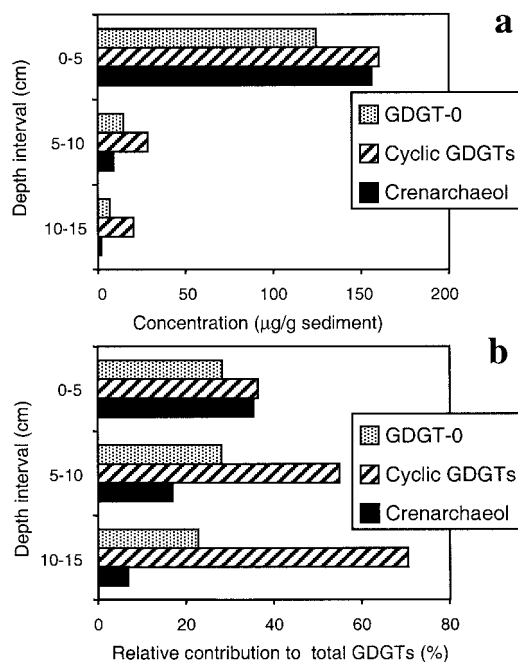 a
Depth interval (cm)
0-5
5-10
10-15
GDGT-0
Cyclic GDGTs
Crenarchaeol
0 50 100 150 200
Concentration (µg/g sediment)
b
Depth interval (cm)
0-5
5-10
10-15
GDGT-0
Cyclic GDGTs
Crenarchaeol
0 20 40 60 80
Relative contribution to total GDGTs (%)